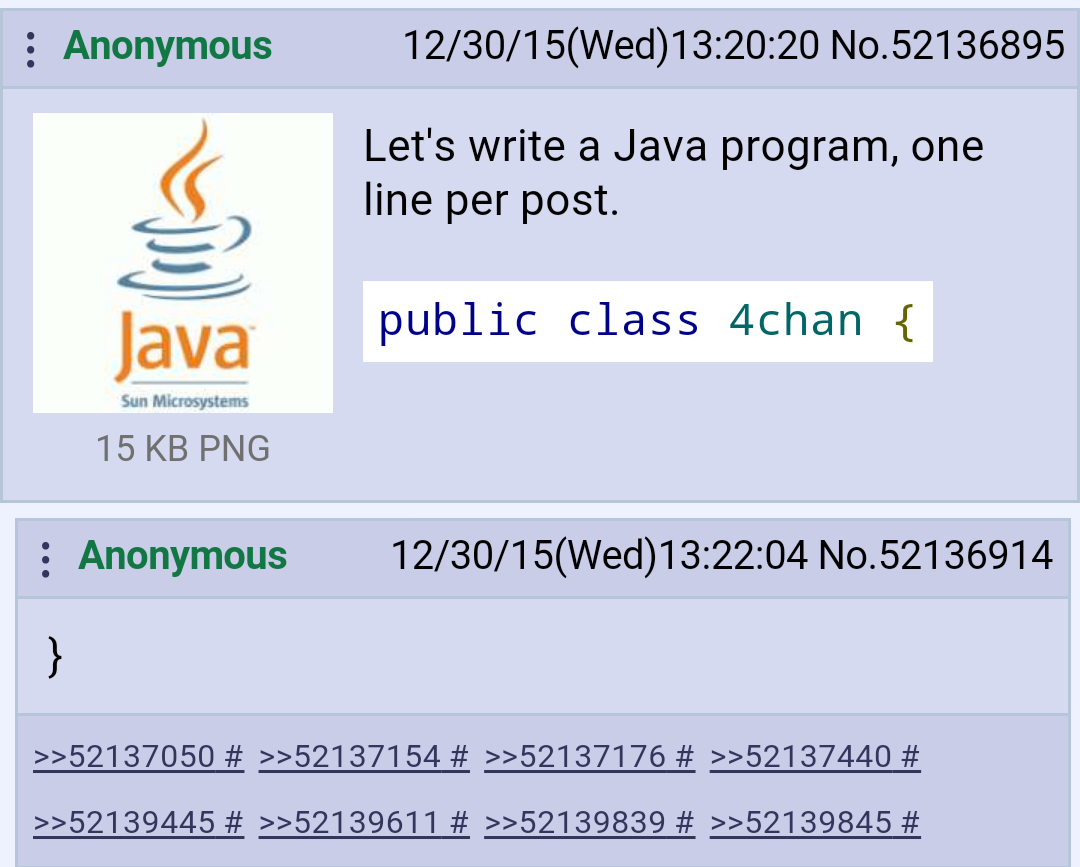 Anonymous 12/30/15(Wed)13:20:20 No.52136895
Let's write a Java program, one
line per post.
public class 4chan {
Java™
Sun Microsystems
15 KB PNG
Anonymous 12/30/15(Wed)13:22:04 No.52136914
}
>>52137050 # >>52137154 # >>52137176 # >>52137440 #
>>52139445 # >>52139611 # >>52139839 # >>52139845 #